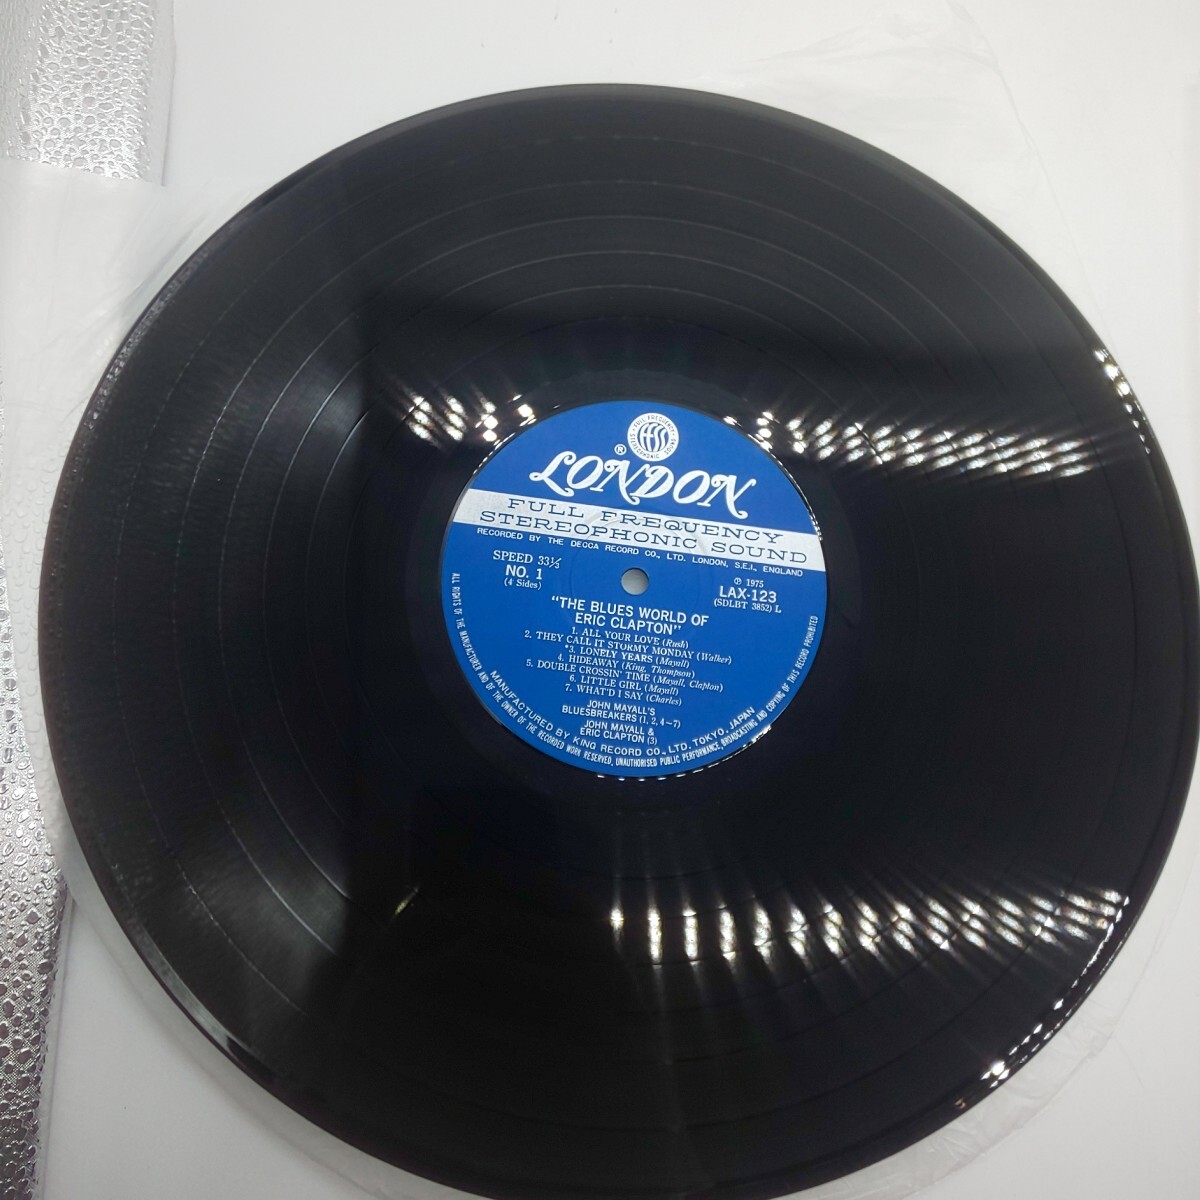 FULL FREQUENCY
STEREOPHONIC SOUND
ffss
® LONDON
FULL FREQUENCY
STEREOPHONIC SOUND
RECORDED BY THE DECCA RECORD CO., LTD. LONDON, S.E.I., ENGLAND
SPEED 33⅓
NO. 1
(4 Sides)
℗ 1975
LAX-123
(SDLBT 3852) L
"THE BLUES WORLD OF
ERIC CLAPTON"
1. ALL YOUR LOVE (Rush)
2. THEY CALL IT STORMY MONDAY (Walker)
*3. LONELY YEARS (Mayall)
4. HIDEAWAY (King, Thompson)
5. DOUBLE CROSSIN' TIME (Mayall, Clapton)
6. LITTLE GIRL (Mayall)
7. WHAT'D I SAY (Charles)
JOHN MAYALL'S
BLUESBREAKERS (1, 2, 4-7)
JOHN MAYALL &
ERIC CLAPTON (3)
MANUFACTURED BY KING RECORD CO., LTD. TOKYO, JAPAN
ALL RIGHTS OF THE MANUFACTURER AND OF THE OWNER OF THE RECORDED WORK RESERVED, UNAUTHORISED PUBLIC PERFORMANCE, BROADCASTING AND COPYING OF THIS RECORD PROHIBITED